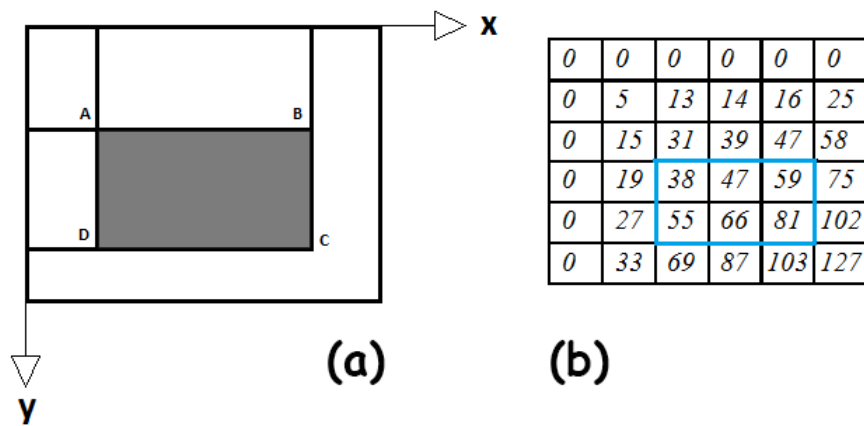 x
A B
D C
y
(a)
0 0 0 0 0 0
0 5 13 14 16 25
0 15 31 39 47 58
0 19 38 47 59 75
0 27 55 66 81 102
0 33 69 87 103 127
(b)